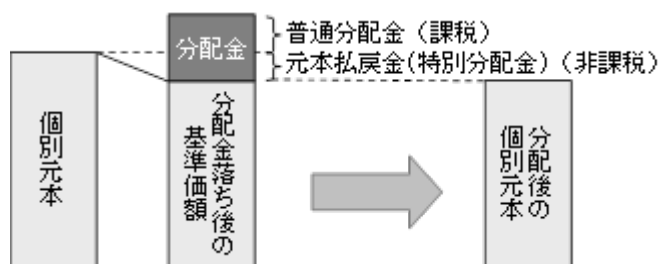 分配金
普通分配金（課税）
元本払戻金(特別分配金)（非課税）
個別元本
分配金落ち後の
基準価額
分配後の
個別元本